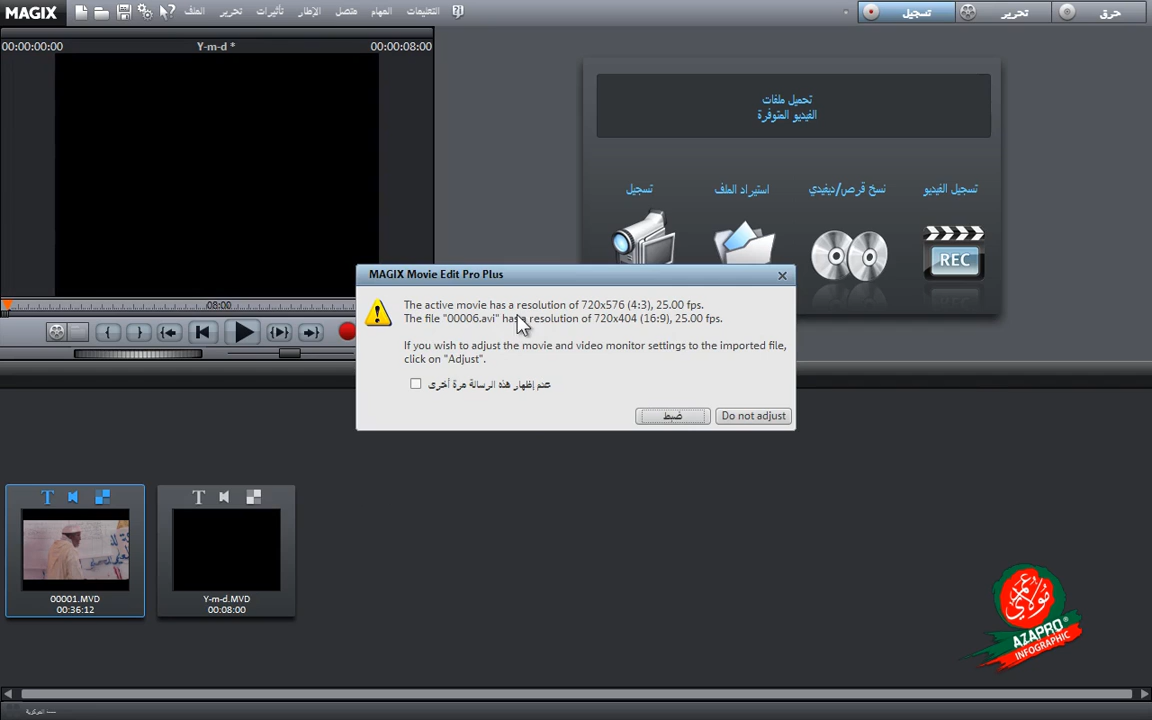 MAGIX
الملف
تحرير
تأثيرات
الإطار
متصل
المهام
التعليمات
تسجيل
تحرير
حرق
00:00:00:00
Y-m-d *
00:00:08:00
08:00
تحميل ملفات
الفيديو المتوفرة
تسجيل
استيراد الملف
نسخ قرص/ديفيدي
تسجيل الفيديو
REC
MAGIX Movie Edit Pro Plus
The active movie has a resolution of 720x576 (4:3), 25.00 fps.
The file "00006.avi" has a resolution of 720x404 (16:9), 25.00 fps.
If you wish to adjust the movie and video monitor settings to the imported file,
click on "Adjust".
عدم إظهار هذه الرسالة مرة أخرى
ضبط
Do not adjust
00001.MVD
00:36:12
Y-m-d.MVD
00:08:00
مولاي عمي
AZAPRO®
INFOGRAPHIC